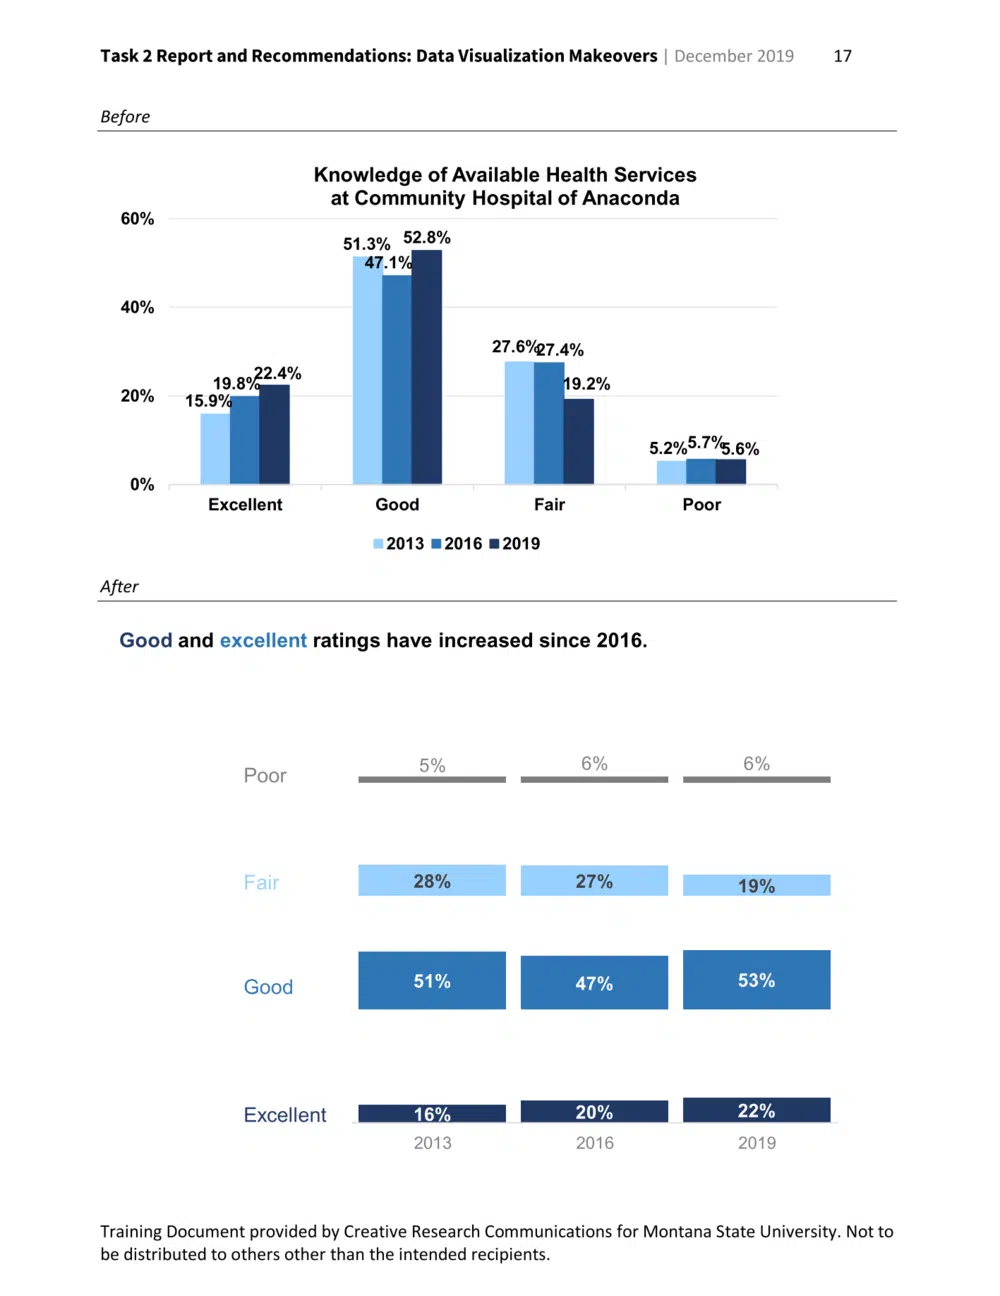 Task 2 Report and Recommendations: Data Visualization Makeovers | December 2019 17
Before
Knowledge of Available Health Services
at Community Hospital of Anaconda
60%
51.3% 52.8%
47.1%
40%
27.6% 27.4%
22.4%
19.8%
19.2%
20%
15.9%
5.2% 5.7% 5.6%
0%
Excellent Good Fair Poor
2013 2016 2019
After
Good and excellent ratings have increased since 2016.
Poor 5% 6% 6%
Fair 28% 27% 19%
Good 51% 47% 53%
Excellent 16% 20% 22%
2013 2016 2019
Training Document provided by Creative Research Communications for Montana State University. Not to
be distributed to others other than the intended recipients.